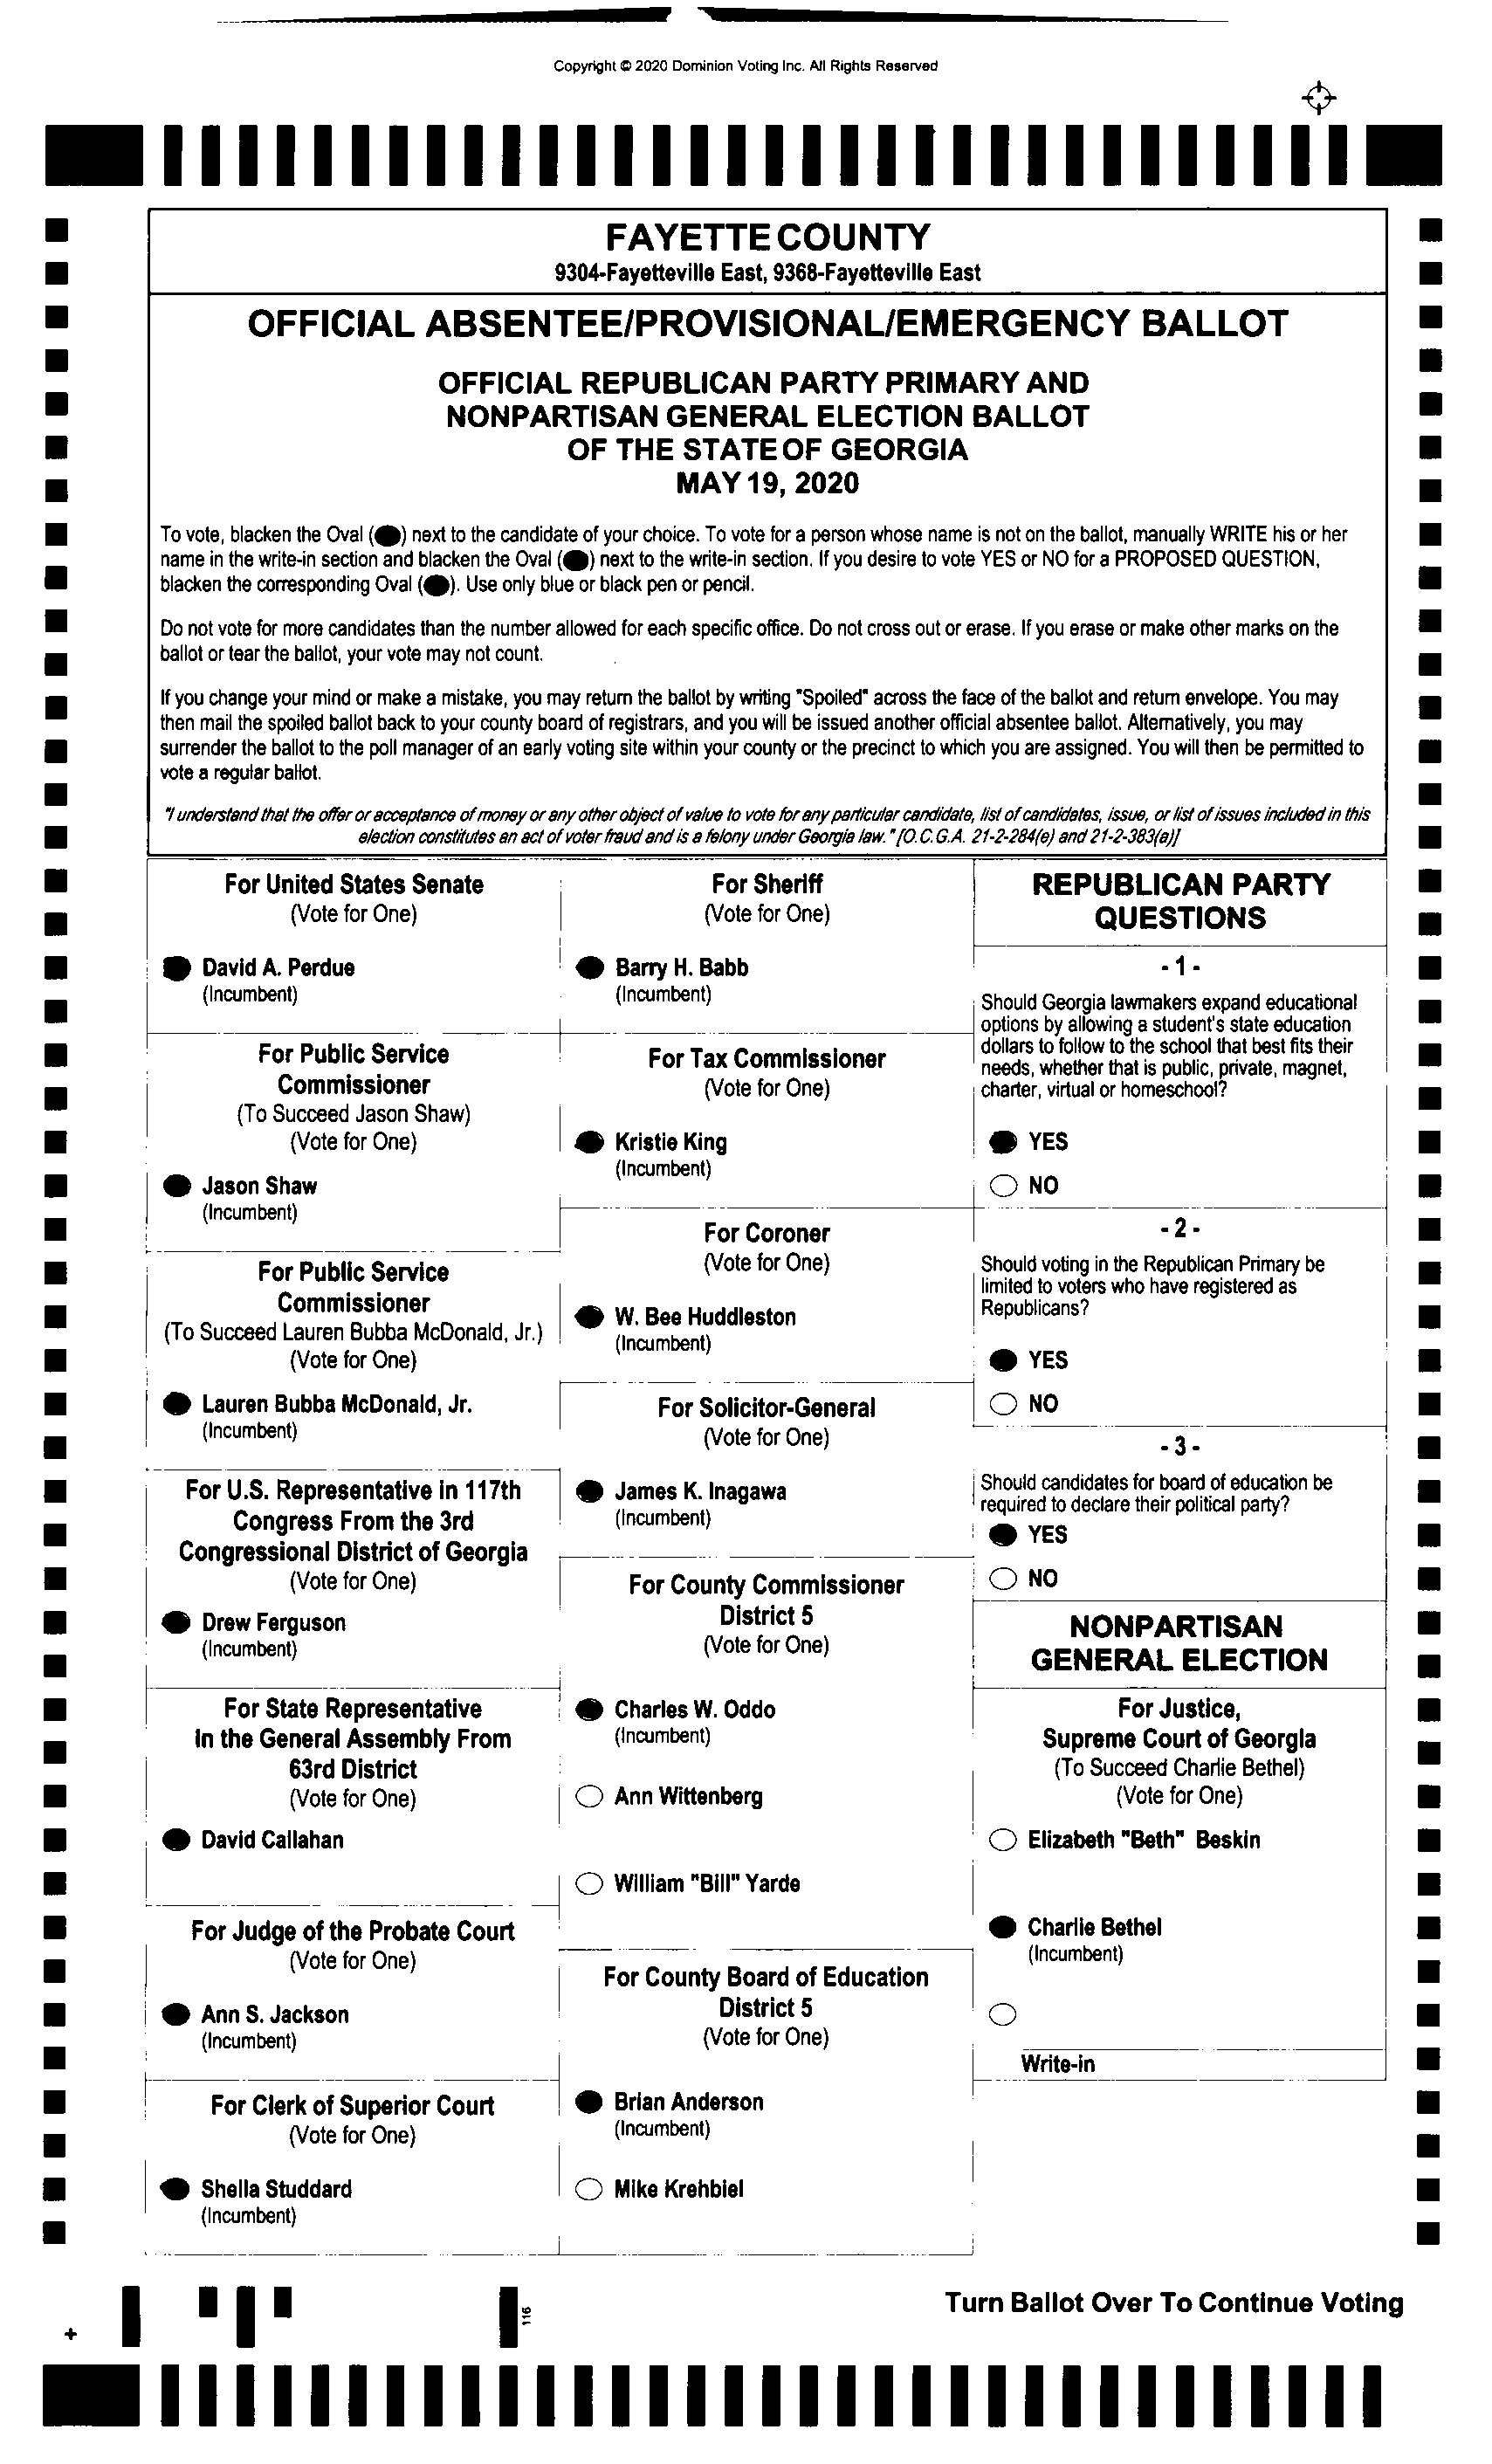 Copyright © 2020 Dominion Voting Inc. All Rights Reserved
FAYETTE COUNTY
9304-Fayetteville East, 9368-Fayetteville East
OFFICIAL ABSENTEE/PROVISIONAL/EMERGENCY BALLOT
OFFICIAL REPUBLICAN PARTY PRIMARY AND
NONPARTISAN GENERAL ELECTION BALLOT
OF THE STATE OF GEORGIA
MAY 19, 2020
To vote, blacken the Oval ( ) next to the candidate of your choice. To vote for a person whose name is not on the ballot, manually WRITE his or her
name in the write-in section and blacken the Oval ( ) next to the write-in section. If you desire to vote YES or NO for a PROPOSED QUESTION,
blacken the corresponding Oval ( ). Use only blue or black pen or pencil.
Do not vote for more candidates than the number allowed for each specific office. Do not cross out or erase. If you erase or make other marks on the
ballot or tear the ballot, your vote may not count.
If you change your mind or make a mistake, you may return the ballot by writing "Spoiled" across the face of the ballot and return envelope. You may
then mail the spoiled ballot back to your county board of registrars, and you will be issued another official absentee ballot. Alternatively, you may
surrender the ballot to the poll manager of an early voting site within your county or the precinct to which you are assigned. You will then be permitted to
vote a regular ballot.
"I understand that the offer or acceptance of money or any other object of value to vote for any particular candidate, list of candidates, issue, or list of issues included in this
election constitutes an act of voter fraud and is a felony under Georgia law." [O.C.G.A. 21-2-284(e) and 21-2-383(a)]
For United States Senate
(Vote for One)
David A. Perdue
(Incumbent)
For Public Service
Commissioner
(To Succeed Jason Shaw)
(Vote for One)
Jason Shaw
(Incumbent)
For Public Service
Commissioner
(To Succeed Lauren Bubba McDonald, Jr.)
(Vote for One)
Lauren Bubba McDonald, Jr.
(Incumbent)
For U.S. Representative in 117th
Congress From the 3rd
Congressional District of Georgia
(Vote for One)
Drew Ferguson
(Incumbent)
For State Representative
In the General Assembly From
63rd District
(Vote for One)
David Callahan
For Judge of the Probate Court
(Vote for One)
Ann S. Jackson
(Incumbent)
For Clerk of Superior Court
(Vote for One)
Sheila Studdard
(Incumbent)
For Sheriff
(Vote for One)
Barry H. Babb
(Incumbent)
For Tax Commissioner
(Vote for One)
Kristie King
(Incumbent)
For Coroner
(Vote for One)
W. Bee Huddleston
(Incumbent)
For Solicitor-General
(Vote for One)
James K. Inagawa
(Incumbent)
For County Commissioner
District 5
(Vote for One)
Charles W. Oddo
(Incumbent)
Ann Wittenberg
William "Bill" Yarde
For County Board of Education
District 5
(Vote for One)
Brian Anderson
(Incumbent)
Mike Krehbiel
REPUBLICAN PARTY
QUESTIONS
- 1 -
Should Georgia lawmakers expand educational
options by allowing a student's state education
dollars to follow to the school that best fits their
needs, whether that is public, private, magnet,
charter, virtual or homeschool?
YES
NO
- 2 -
Should voting in the Republican Primary be
limited to voters who have registered as
Republicans?
YES
NO
- 3 -
Should candidates for board of education be
required to declare their political party?
YES
NO
NONPARTISAN
GENERAL ELECTION
For Justice,
Supreme Court of Georgia
(To Succeed Charlie Bethel)
(Vote for One)
Elizabeth "Beth" Beskin
Charlie Bethel
(Incumbent)
Write-in
Turn Ballot Over To Continue Voting
116